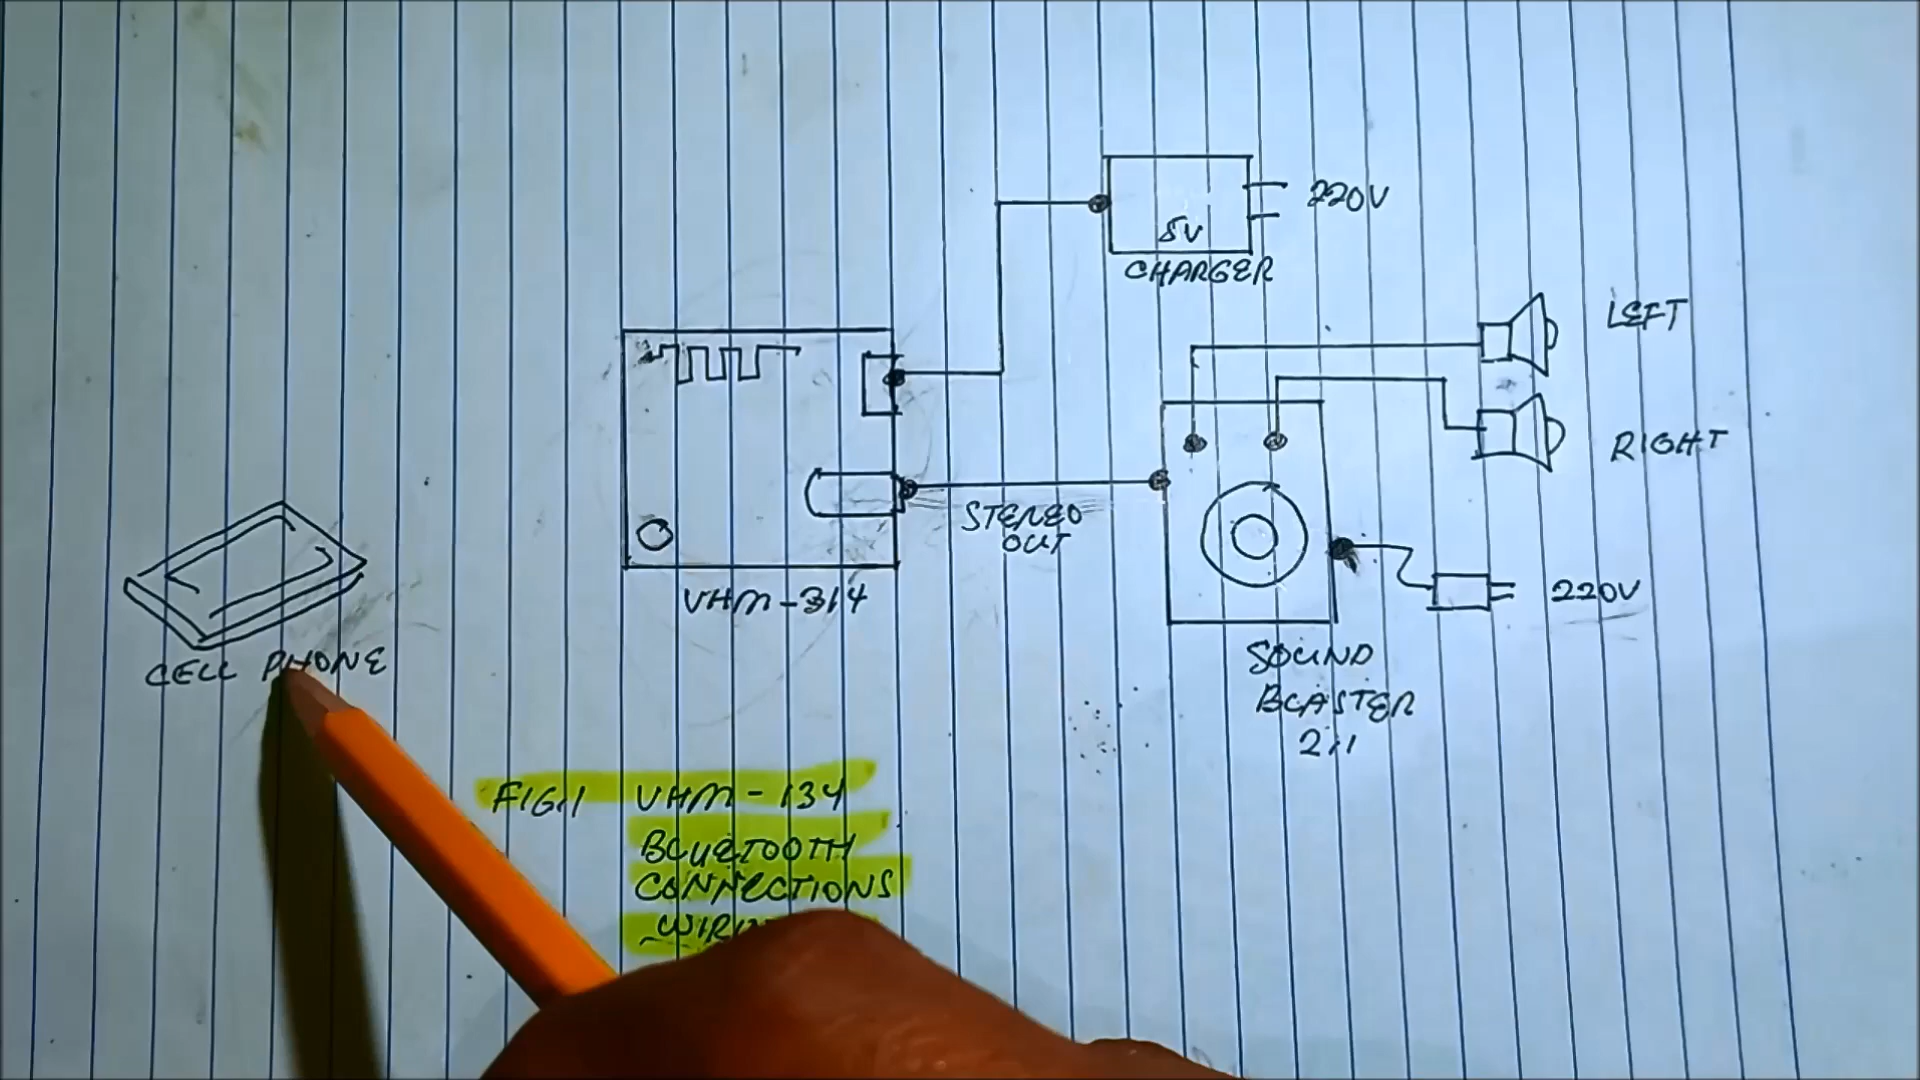 220V
5V
CHARGER
LEFT
RIGHT
STEREO
OUT
VHM-314
220V
CELL PHONE
SOUND
BLASTER
2.1
FIG.1 VHM-134
BLUETOOTH
CONNECTIONS